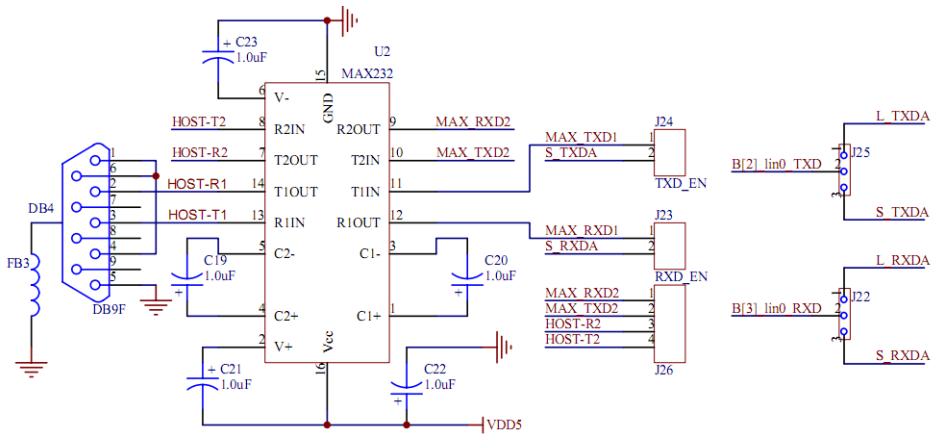 C23
1.0uF
U2
MAX232
15
GND
6
V-
HOST-T2
8
R2IN
R2OUT
9
MAX_RXD2
HOST-R2
7
T2OUT
T2IN
10
MAX_TXD2
HOST-R1
14
T1OUT
T1IN
11
HOST-T1
13
R1IN
R1OUT
12
5
C2-
C1-
3
C19
1.0uF
C20
1.0uF
4
C2+
C1+
1
2
V+
Vcc
16
C21
1.0uF
C22
1.0uF
VDD5
DB4
1
6
2
7
3
8
4
9
5
DB9F
FB3
J24
MAX_TXD1
1
S_TXDA
2
TXD_EN
J23
MAX_RXD1
1
S_RXDA
2
RXD_EN
MAX_RXD2
1
MAX_TXD2
2
HOST-R2
3
HOST-T2
4
J26
L_TXDA
1
J25
B[2]_lin0_TXD
2
3
S_TXDA
L_RXDA
1
J22
B[3]_lin0_RXD
2
3
S_RXDA